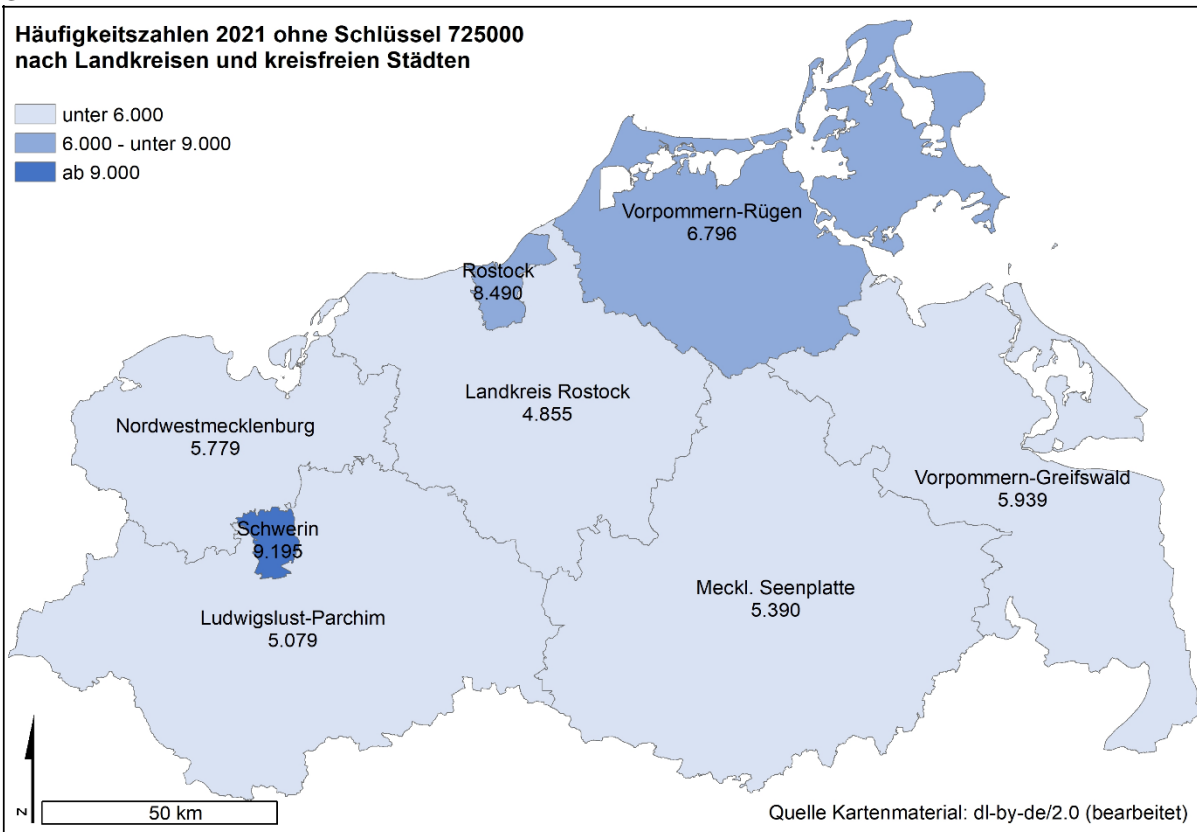 Häufigkeitszahlen 2021 ohne Schlüssel 725000
nach Landkreisen und kreisfreien Städten
unter 6.000
6.000 - unter 9.000
ab 9.000
Vorpommern-Rügen
6.796
Rostock
8.490
Landkreis Rostock
4.855
Nordwestmecklenburg
5.779
Vorpommern-Greifswald
5.939
Schwerin
9.195
Meckl. Seenplatte
5.390
Ludwigslust-Parchim
5.079
N
50 km
Quelle Kartenmaterial: dl-by-de/2.0 (bearbeitet)